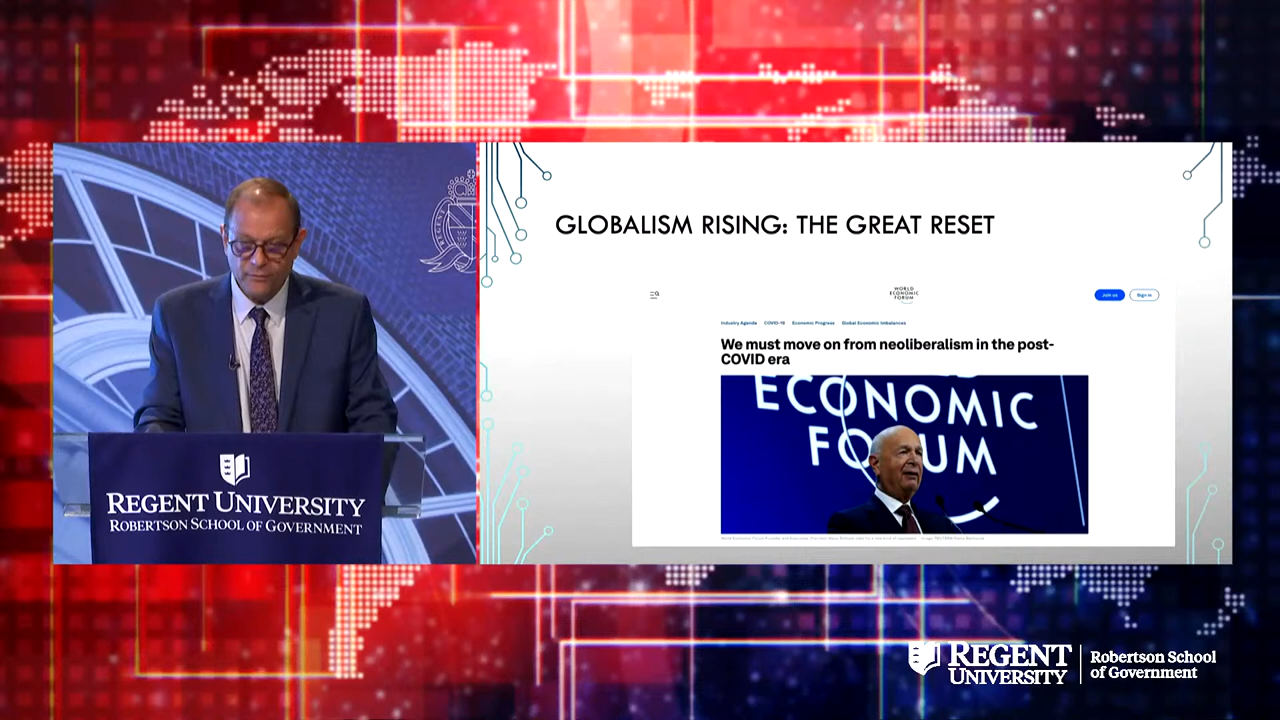 REGENT
REGENT UNIVERSITY
ROBERTSON SCHOOL OF GOVERNMENT
GLOBALISM RISING: THE GREAT RESET
WORLD
ECONOMIC
FORUM
Join us
Sign in
Industry Agenda COVID-19 Economic Progress Global Economic Imbalances
We must move on from neoliberalism in the post-
COVID era
ECONOMIC
FORUM
REGENT
UNIVERSITY
Robertson School
of Government